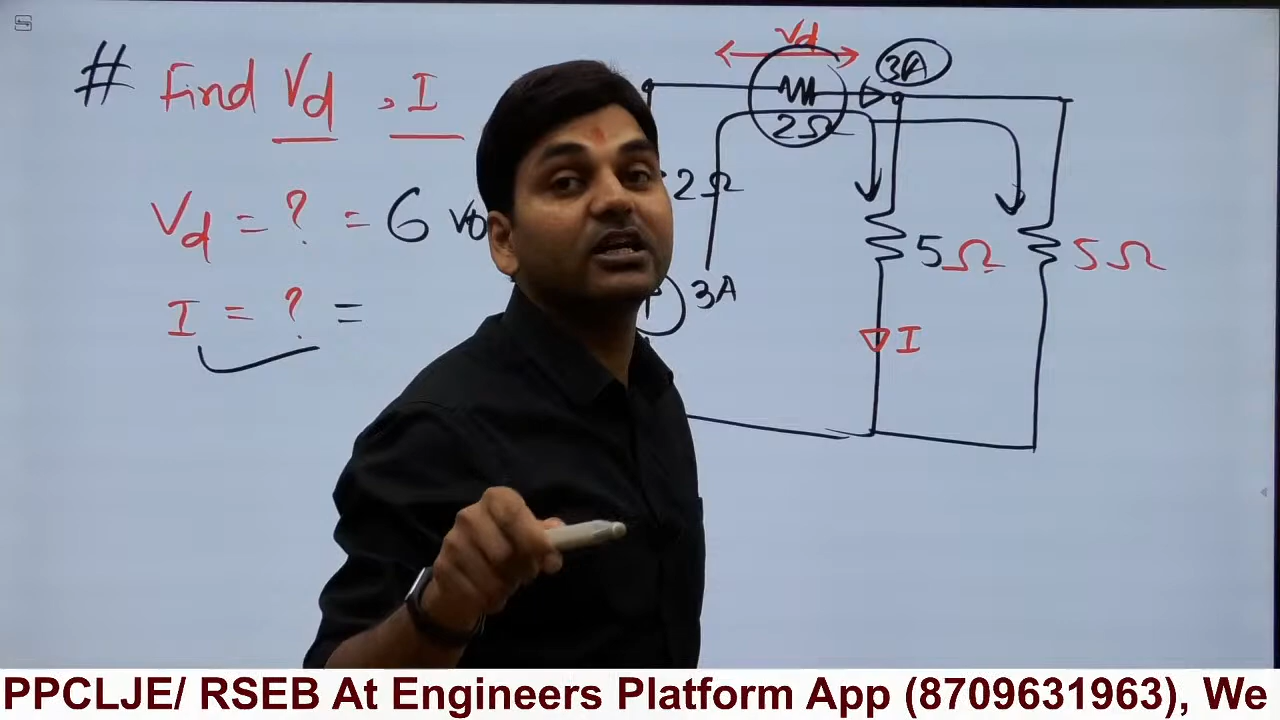 # Find Vd , I
Vd = ? = 6 vo
I = ? =
Vd
3A
2Ω
2Ω
3A
5Ω
5Ω
I
PPCLJE/ RSEB At Engineers Platform App (8709631963), We